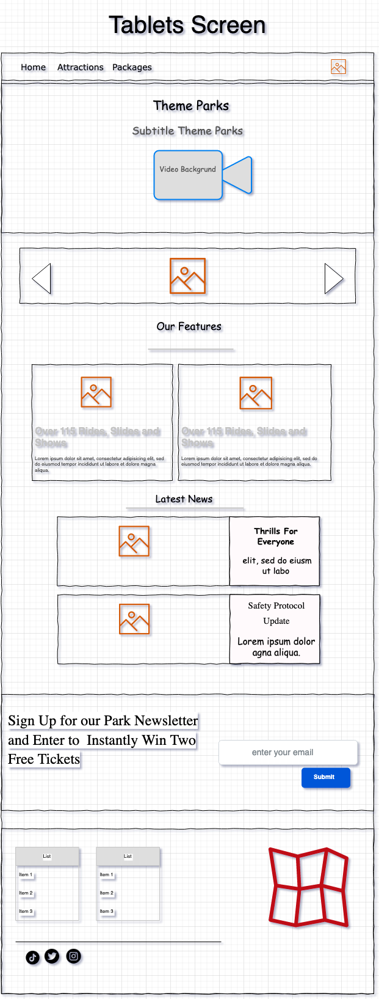 Tablets Screen
Home Attractions Packages
Theme Parks
Subtitle Theme Parks
Video Backgrund
Our Features
Over 115 Rides, Slides and
Shows
Lorem ipsum dolor sit amet, consectetur adipisicing elit, sed
do eiusmod tempor incididunt ut labore et dolore magna
aliqua.
Over 115 Rides, Slides and
Shows
Lorem ipsum dolor sit amet, consectetur adipisicing elit, sed do
eiusmod tempor incididunt ut labore et dolore magna aliqua.
Latest News
Thrills For
Everyone
elit, sed do eiusm
ut labo
Safety Protocol
Update
Lorem ipsum dolor
agna aliqua.
Sign Up for our Park Newsletter
and Enter to  Instantly Win Two
Free Tickets
enter your email
Submit
List
Item 1
Item 2
Item 3
List
Item 1
Item 2
Item 3